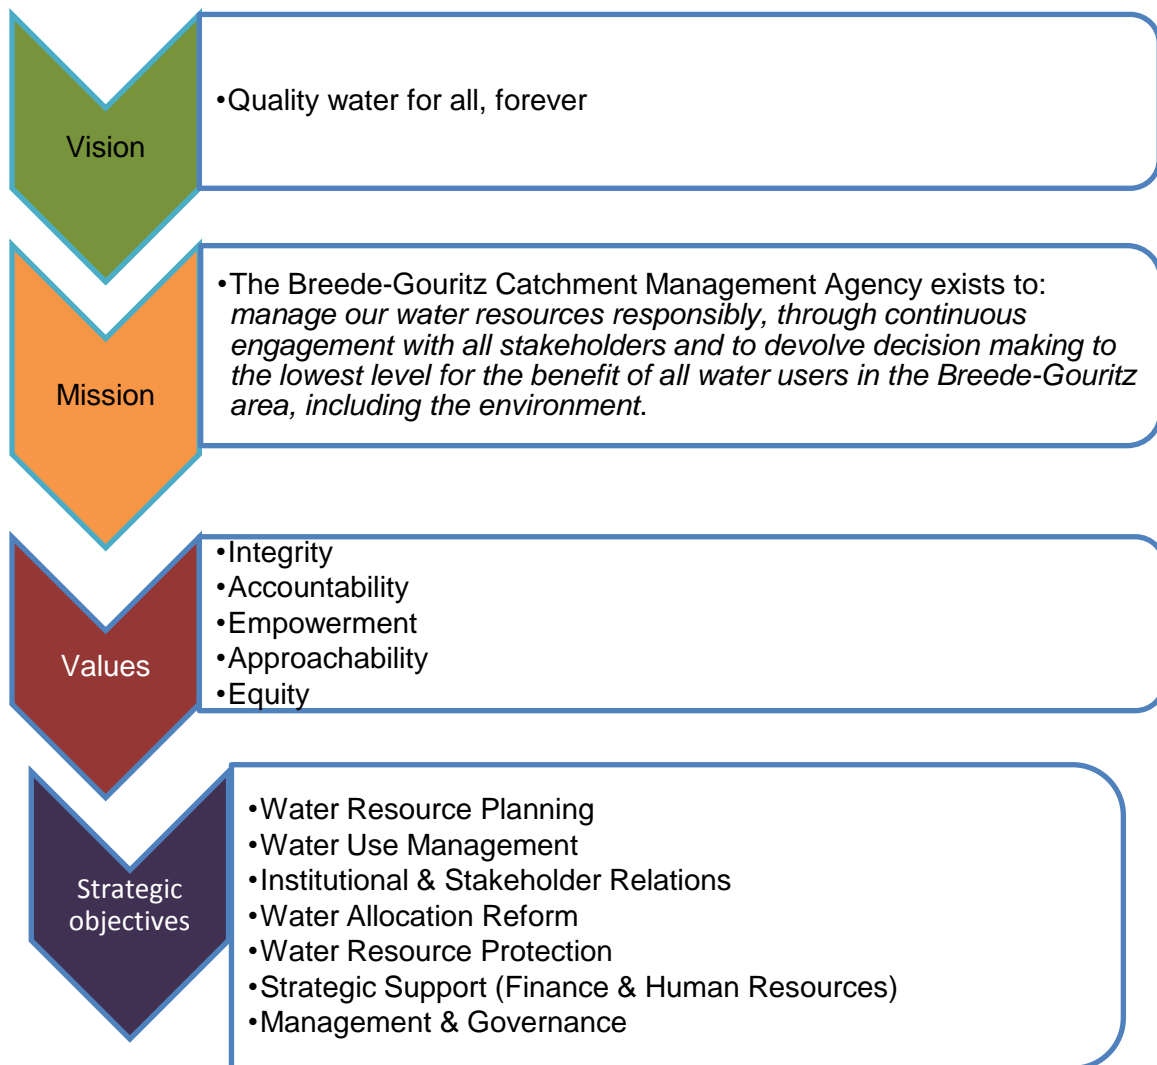 Vision
•Quality water for all, forever
Mission
•The Breede-Gouritz Catchment Management Agency exists to:
manage our water resources responsibly, through continuous
engagement with all stakeholders and to devolve decision making to
the lowest level for the benefit of all water users in the Breede-Gouritz
area, including the environment.
Values
•Integrity
•Accountability
•Empowerment
•Approachability
•Equity
Strategic
objectives
•Water Resource Planning
•Water Use Management
•Institutional & Stakeholder Relations
•Water Allocation Reform
•Water Resource Protection
•Strategic Support (Finance & Human Resources)
•Management & Governance